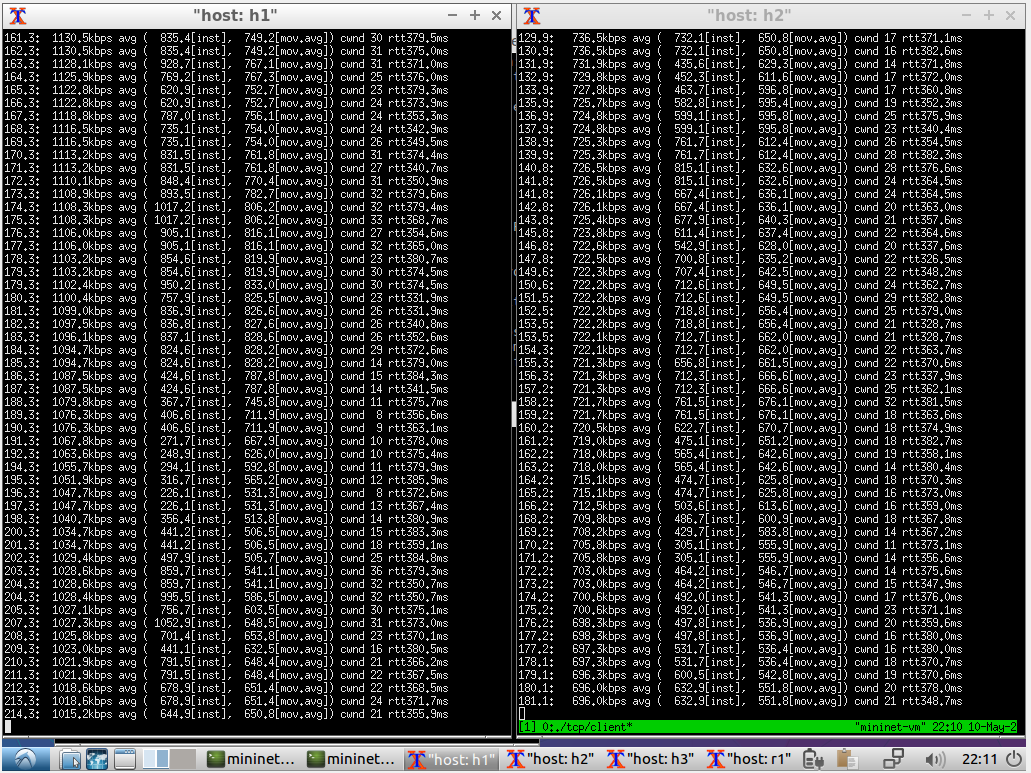 "host: h1"
161.3: 1130.5kbps avg ( 835.4[inst], 749.2[mov.avg]) cwnd 30 rtt379.5ms
162.3: 1130.5kbps avg ( 835.4[inst], 749.2[mov.avg]) cwnd 31 rtt375.7ms
163.3: 1128.1kbps avg ( 928.7[inst], 767.1[mov.avg]) cwnd 31 rtt371.0ms
164.3: 1125.9kbps avg ( 769.2[inst], 767.3[mov.avg]) cwnd 25 rtt376.0ms
165.3: 1122.8kbps avg ( 620.9[inst], 752.7[mov.avg]) cwnd 23 rtt379.3ms
166.3: 1122.8kbps avg ( 620.9[inst], 752.7[mov.avg]) cwnd 24 rtt373.9ms
167.3: 1118.8kbps avg ( 787.0[inst], 756.1[mov.avg]) cwnd 24 rtt353.3ms
168.3: 1116.5kbps avg ( 735.1[inst], 754.0[mov.avg]) cwnd 24 rtt342.9ms
169.3: 1116.5kbps avg ( 735.1[inst], 754.0[mov.avg]) cwnd 26 rtt349.5ms
170.3: 1113.2kbps avg ( 831.5[inst], 761.8[mov.avg]) cwnd 31 rtt374.4ms
171.3: 1113.2kbps avg ( 831.5[inst], 761.8[mov.avg]) cwnd 27 rtt340.7ms
172.3: 1110.1kbps avg ( 848.4[inst], 770.4[mov.avg]) cwnd 31 rtt350.9ms
173.3: 1108.9kbps avg ( 893.5[inst], 782.7[mov.avg]) cwnd 32 rtt379.6ms
174.3: 1108.3kbps avg ( 1017.2[inst], 806.2[mov.avg]) cwnd 32 rtt379.4ms
175.3: 1108.3kbps avg ( 1017.2[inst], 806.2[mov.avg]) cwnd 33 rtt368.7ms
176.3: 1106.0kbps avg ( 905.1[inst], 816.1[mov.avg]) cwnd 27 rtt354.6ms
177.3: 1106.0kbps avg ( 905.1[inst], 816.1[mov.avg]) cwnd 32 rtt365.0ms
178.3: 1103.2kbps avg ( 854.6[inst], 819.9[mov.avg]) cwnd 23 rtt380.7ms
179.3: 1103.2kbps avg ( 854.6[inst], 819.9[mov.avg]) cwnd 30 rtt374.5ms
179.3: 1102.4kbps avg ( 950.2[inst], 833.0[mov.avg]) cwnd 30 rtt374.5ms
180.3: 1100.4kbps avg ( 757.9[inst], 825.5[mov.avg]) cwnd 23 rtt331.9ms
181.3: 1099.0kbps avg ( 836.9[inst], 826.6[mov.avg]) cwnd 26 rtt331.9ms
182.3: 1097.5kbps avg ( 836.8[inst], 827.6[mov.avg]) cwnd 26 rtt340.8ms
183.3: 1096.1kbps avg ( 837.1[inst], 828.6[mov.avg]) cwnd 26 rtt352.6ms
184.3: 1094.7kbps avg ( 824.6[inst], 828.2[mov.avg]) cwnd 29 rtt372.6ms
185.3: 1094.7kbps avg ( 824.6[inst], 828.2[mov.avg]) cwnd 14 rtt379.0ms
186.3: 1087.5kbps avg ( 424.6[inst], 787.8[mov.avg]) cwnd 15 rtt384.3ms
187.3: 1087.5kbps avg ( 424.6[inst], 787.8[mov.avg]) cwnd 14 rtt341.5ms
188.3: 1079.8kbps avg ( 367.7[inst], 745.8[mov.avg]) cwnd 11 rtt375.7ms
189.3: 1076.3kbps avg ( 406.6[inst], 711.9[mov.avg]) cwnd 8 rtt356.6ms
190.3: 1076.3kbps avg ( 406.6[inst], 711.9[mov.avg]) cwnd 9 rtt363.1ms
191.3: 1067.8kbps avg ( 271.7[inst], 667.9[mov.avg]) cwnd 10 rtt378.0ms
192.3: 1063.6kbps avg ( 248.9[inst], 626.0[mov.avg]) cwnd 10 rtt375.4ms
194.3: 1055.7kbps avg ( 294.1[inst], 592.8[mov.avg]) cwnd 11 rtt379.9ms
195.3: 1051.9kbps avg ( 316.7[inst], 565.2[mov.avg]) cwnd 12 rtt385.9ms
196.3: 1047.7kbps avg ( 226.1[inst], 531.3[mov.avg]) cwnd 8 rtt372.6ms
197.3: 1047.7kbps avg ( 226.1[inst], 531.3[mov.avg]) cwnd 13 rtt367.4ms
198.3: 1040.7kbps avg ( 356.4[inst], 513.8[mov.avg]) cwnd 14 rtt380.9ms
200.3: 1034.7kbps avg ( 441.2[inst], 506.5[mov.avg]) cwnd 15 rtt383.3ms
201.3: 1034.7kbps avg ( 441.2[inst], 506.5[mov.avg]) cwnd 18 rtt359.1ms
202.3: 1029.4kbps avg ( 497.9[inst], 505.7[mov.avg]) cwnd 25 rtt384.8ms
203.3: 1028.6kbps avg ( 859.7[inst], 541.1[mov.avg]) cwnd 36 rtt379.3ms
204.3: 1028.6kbps avg ( 859.7[inst], 541.1[mov.avg]) cwnd 32 rtt350.7ms
204.3: 1028.4kbps avg ( 995.5[inst], 586.5[mov.avg]) cwnd 32 rtt350.7ms
205.3: 1027.1kbps avg ( 756.7[inst], 603.5[mov.avg]) cwnd 30 rtt375.1ms
207.3: 1027.3kbps avg ( 1052.9[inst], 648.5[mov.avg]) cwnd 31 rtt373.0ms
208.3: 1025.8kbps avg ( 701.4[inst], 653.8[mov.avg]) cwnd 23 rtt370.1ms
209.3: 1023.0kbps avg ( 441.1[inst], 632.5[mov.avg]) cwnd 16 rtt380.5ms
210.3: 1021.9kbps avg ( 791.5[inst], 648.4[mov.avg]) cwnd 21 rtt366.2ms
211.3: 1021.9kbps avg ( 791.5[inst], 648.4[mov.avg]) cwnd 22 rtt367.5ms
212.3: 1018.6kbps avg ( 678.9[inst], 651.4[mov.avg]) cwnd 22 rtt368.5ms
213.3: 1018.6kbps avg ( 678.9[inst], 651.4[mov.avg]) cwnd 24 rtt371.7ms
214.3: 1015.2kbps avg ( 644.9[inst], 650.8[mov.avg]) cwnd 21 rtt355.9ms
"host: h2"
129.9: 736.5kbps avg ( 732.1[inst], 650.8[mov.avg]) cwnd 17 rtt371.1ms
130.9: 736.5kbps avg ( 732.1[inst], 650.8[mov.avg]) cwnd 16 rtt382.6ms
131.9: 731.9kbps avg ( 435.6[inst], 629.3[mov.avg]) cwnd 14 rtt371.8ms
132.9: 729.8kbps avg ( 452.3[inst], 611.6[mov.avg]) cwnd 17 rtt372.0ms
133.9: 727.8kbps avg ( 463.7[inst], 596.8[mov.avg]) cwnd 17 rtt360.8ms
135.9: 725.7kbps avg ( 582.8[inst], 595.4[mov.avg]) cwnd 19 rtt352.3ms
136.9: 724.8kbps avg ( 599.1[inst], 595.8[mov.avg]) cwnd 25 rtt375.9ms
137.9: 724.8kbps avg ( 599.1[inst], 595.8[mov.avg]) cwnd 23 rtt340.4ms
138.9: 725.1kbps avg ( 761.7[inst], 612.4[mov.avg]) cwnd 26 rtt354.5ms
139.9: 725.1kbps avg ( 761.7[inst], 612.4[mov.avg]) cwnd 28 rtt382.3ms
140.8: 726.5kbps avg ( 815.1[inst], 632.6[mov.avg]) cwnd 27 rtt364.5ms
141.8: 726.5kbps avg ( 815.1[inst], 632.6[mov.avg]) cwnd 24 rtt364.5ms
141.8: 726.1kbps avg ( 667.4[inst], 636.1[mov.avg]) cwnd 24 rtt364.5ms
142.8: 726.1kbps avg ( 667.4[inst], 636.1[mov.avg]) cwnd 20 rtt363.0ms
143.8: 725.4kbps avg ( 677.9[inst], 640.3[mov.avg]) cwnd 21 rtt357.6ms
145.8: 723.8kbps avg ( 611.4[inst], 637.4[mov.avg]) cwnd 22 rtt364.6ms
146.8: 722.6kbps avg ( 542.9[inst], 628.0[mov.avg]) cwnd 20 rtt337.6ms
147.8: 722.5kbps avg ( 700.8[inst], 635.2[mov.avg]) cwnd 22 rtt326.5ms
149.6: 722.3kbps avg ( 707.4[inst], 642.5[mov.avg]) cwnd 22 rtt348.2ms
150.6: 722.2kbps avg ( 712.6[inst], 649.5[mov.avg]) cwnd 24 rtt362.7ms
151.5: 722.2kbps avg ( 712.6[inst], 649.5[mov.avg]) cwnd 29 rtt382.8ms
152.5: 722.2kbps avg ( 718.8[inst], 656.4[mov.avg]) cwnd 25 rtt379.0ms
153.5: 722.2kbps avg ( 718.8[inst], 656.4[mov.avg]) cwnd 21 rtt328.7ms
153.5: 722.1kbps avg ( 712.7[inst], 662.0[mov.avg]) cwnd 21 rtt328.7ms
154.3: 722.1kbps avg ( 712.7[inst], 662.0[mov.avg]) cwnd 22 rtt363.7ms
155.3: 721.3kbps avg ( 656.8[inst], 661.5[mov.avg]) cwnd 22 rtt370.6ms
156.3: 721.3kbps avg ( 712.3[inst], 666.6[mov.avg]) cwnd 23 rtt337.9ms
157.2: 721.3kbps avg ( 712.3[inst], 666.6[mov.avg]) cwnd 25 rtt362.1ms
158.2: 721.7kbps avg ( 761.5[inst], 676.1[mov.avg]) cwnd 32 rtt381.5ms
159.2: 721.7kbps avg ( 761.5[inst], 676.1[mov.avg]) cwnd 18 rtt363.6ms
160.2: 720.5kbps avg ( 622.7[inst], 670.7[mov.avg]) cwnd 18 rtt374.9ms
161.2: 719.0kbps avg ( 475.1[inst], 651.2[mov.avg]) cwnd 18 rtt382.7ms
162.2: 718.0kbps avg ( 565.4[inst], 642.6[mov.avg]) cwnd 19 rtt358.1ms
163.2: 718.0kbps avg ( 565.4[inst], 642.6[mov.avg]) cwnd 14 rtt380.4ms
164.2: 715.1kbps avg ( 474.7[inst], 625.8[mov.avg]) cwnd 18 rtt370.3ms
165.2: 715.1kbps avg ( 474.7[inst], 625.8[mov.avg]) cwnd 16 rtt373.0ms
166.2: 712.5kbps avg ( 503.6[inst], 613.6[mov.avg]) cwnd 19 rtt367.8ms
168.2: 709.8kbps avg ( 486.7[inst], 600.9[mov.avg]) cwnd 18 rtt367.8ms
169.2: 708.2kbps avg ( 429.7[inst], 583.8[mov.avg]) cwnd 14 rtt367.2ms
170.2: 705.8kbps avg ( 305.1[inst], 555.9[mov.avg]) cwnd 11 rtt373.1ms
171.2: 705.8kbps avg ( 305.1[inst], 555.9[mov.avg]) cwnd 14 rtt356.6ms
172.2: 703.0kbps avg ( 464.2[inst], 546.7[mov.avg]) cwnd 14 rtt375.6ms
173.2: 703.0kbps avg ( 464.2[inst], 546.7[mov.avg]) cwnd 15 rtt347.9ms
174.2: 700.6kbps avg ( 492.0[inst], 541.3[mov.avg]) cwnd 17 rtt376.0ms
175.2: 700.6kbps avg ( 492.0[inst], 541.3[mov.avg]) cwnd 23 rtt371.1ms
176.2: 698.3kbps avg ( 497.8[inst], 536.9[mov.avg]) cwnd 20 rtt359.6ms
177.2: 698.3kbps avg ( 497.8[inst], 536.9[mov.avg]) cwnd 16 rtt380.0ms
177.2: 697.3kbps avg ( 531.7[inst], 536.4[mov.avg]) cwnd 16 rtt380.0ms
178.1: 697.3kbps avg ( 531.7[inst], 536.4[mov.avg]) cwnd 18 rtt370.7ms
179.1: 696.3kbps avg ( 600.5[inst], 542.8[mov.avg]) cwnd 21 rtt367.1ms
180.1: 696.0kbps avg ( 632.9[inst], 551.8[mov.avg]) cwnd 20 rtt378.0ms
181.1: 696.0kbps avg ( 632.9[inst], 551.8[mov.avg]) cwnd 21 rtt348.7ms
[1] 0:./tcp/client* "mininet-vm" 22:10 10-May-2
mininet...
mininet...
"host: h1"
"host: h2"
"host: h3"
"host: r1"
22:11